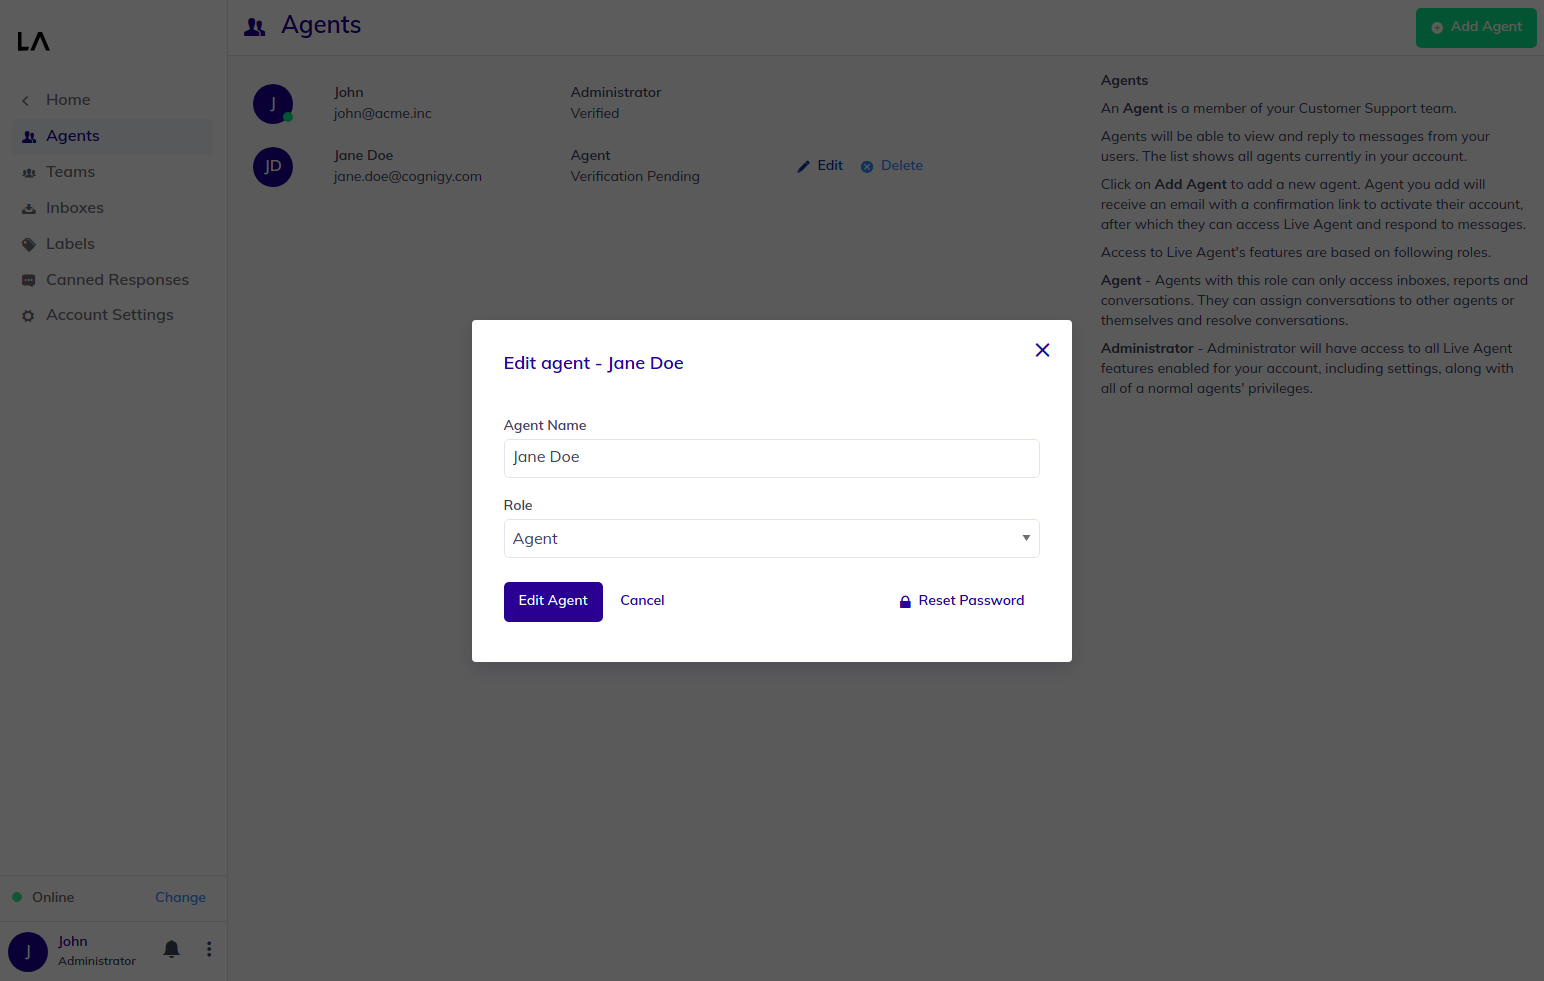 LA
Home
Agents
Teams
Inboxes
Labels
Canned Responses
Account Settings
Online Change
J
John
Administrator
Agents
Add Agent
J
John
john@acme.inc
Administrator
Verified
JD
Jane Doe
jane.doe@cognigy.com
Agent
Verification Pending
Edit Delete
Agents
An Agent is a member of your Customer Support team.
Agents will be able to view and reply to messages from your
users. The list shows all agents currently in your account.
Click on Add Agent to add a new agent. Agent you add will
receive an email with a confirmation link to activate their account,
after which they can access Live Agent and respond to messages.
Access to Live Agent's features are based on following roles.
Agent - Agents with this role can only access inboxes, reports and
conversations. They can assign conversations to other agents or
themselves and resolve conversations.
Administrator - Administrator will have access to all Live Agent
features enabled for your account, including settings, along with
all of a normal agents' privileges.
Edit agent - Jane Doe
Agent Name
Jane Doe
Role
Agent
Edit Agent Cancel Reset Password